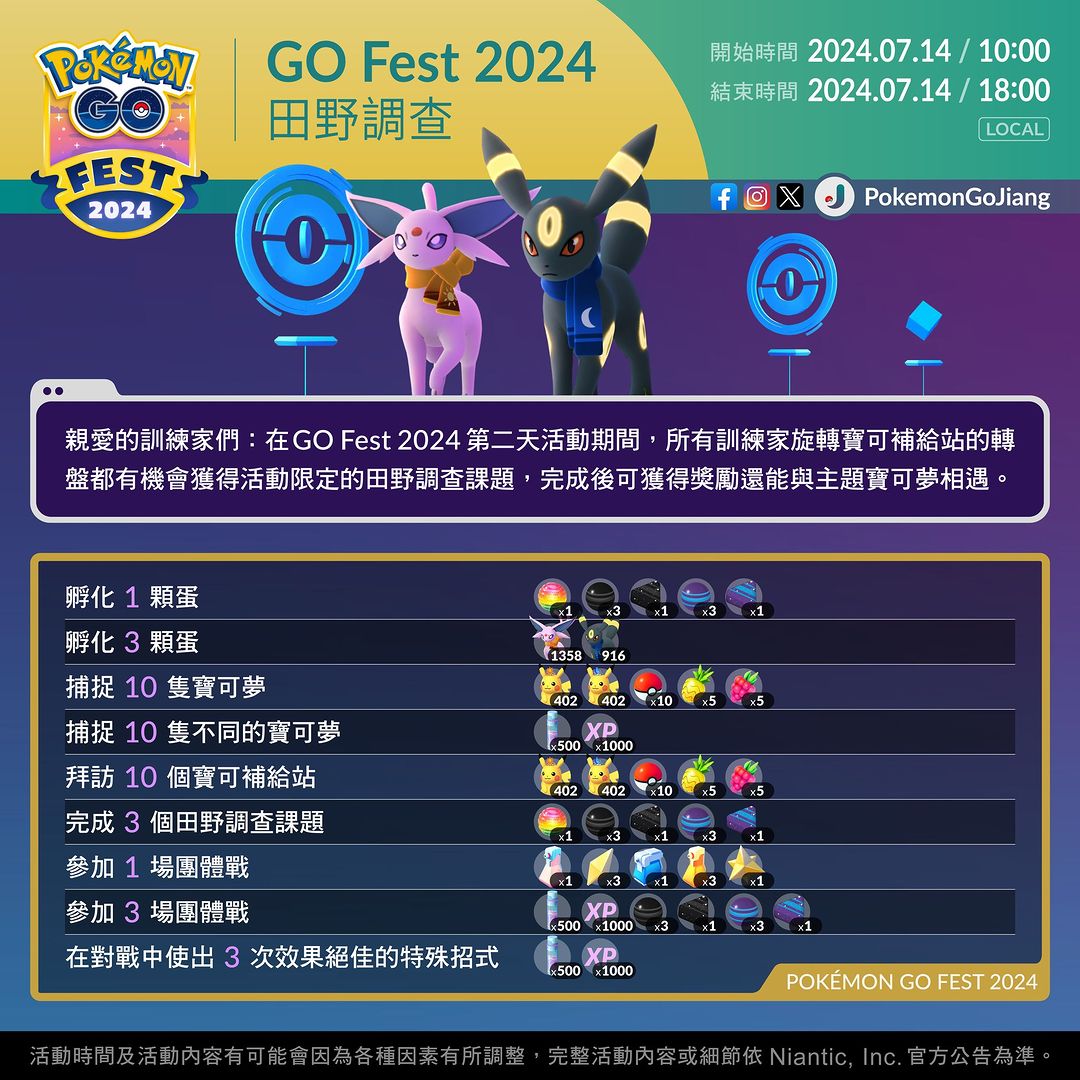 POKÉMON
GO
FEST
2024
GO Fest 2024
田野調查
開始時間 2024.07.14 / 10:00
結束時間 2024.07.14 / 18:00
LOCAL
PokemonGoJiang
親愛的訓練家們：在GO Fest 2024 第二天活動期間，所有訓練家旋轉寶可補給站的轉
盤都有機會獲得活動限定的田野調查課題，完成後可獲得獎勵還能與主題寶可夢相遇。
孵化 1 顆蛋 x1 x3 x1 x3 x1
孵化 3 顆蛋 1358 916
捕捉 10 隻寶可夢 402 402 x10 x5 x5
捕捉 10 隻不同的寶可夢 x500 XP x1000
拜訪 10 個寶可補給站 402 402 x10 x5 x5
完成 3 個田野調查課題 x1 x3 x1 x3 x1
參加 1 場團體戰 x1 x3 x1 x3 x1
參加 3 場團體戰 x500 XP x1000 x3 x1 x3 x1
在對戰中使出 3 次效果絕佳的特殊招式 x500 XP x1000
POKÉMON GO FEST 2024
活動時間及活動內容有可能會因為各種因素有所調整，完整活動內容或細節依 Niantic, Inc. 官方公告為準。